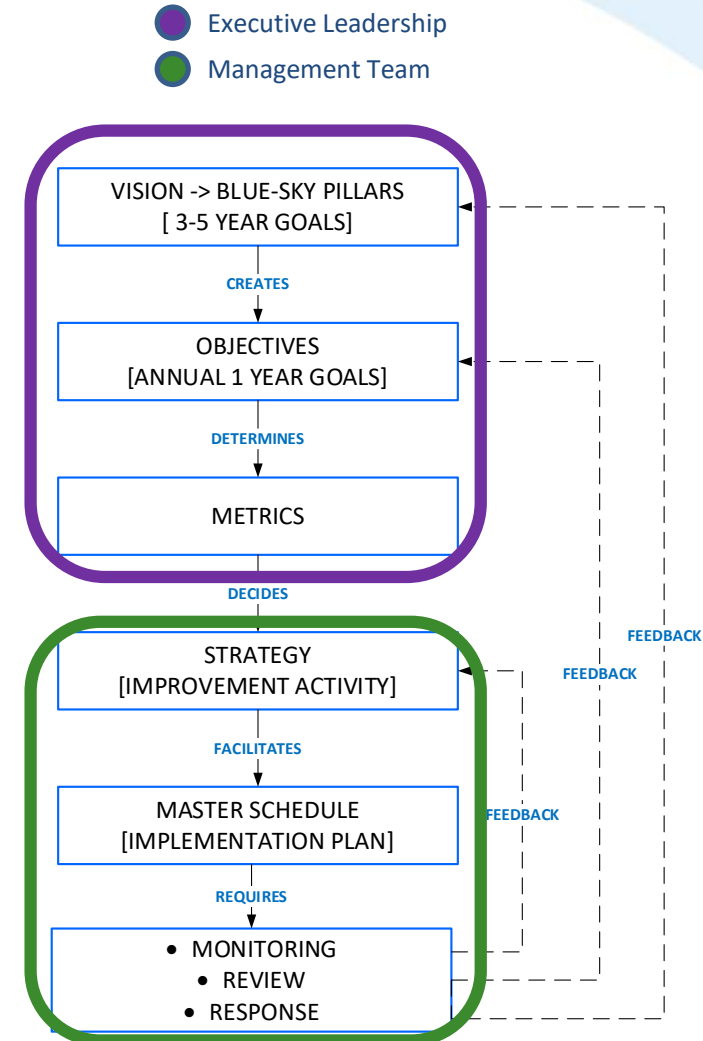 Executive Leadership
Management Team
VISION -> BLUE-SKY PILLARS
[ 3-5 YEAR GOALS]
CREATES
OBJECTIVES
[ANNUAL 1 YEAR GOALS]
DETERMINES
METRICS
DECIDES
STRATEGY
[IMPROVEMENT ACTIVITY]
FACILITATES
MASTER SCHEDULE
[IMPLEMENTATION PLAN]
REQUIRES
• MONITORING
• REVIEW
• RESPONSE
FEEDBACK
FEEDBACK
FEEDBACK